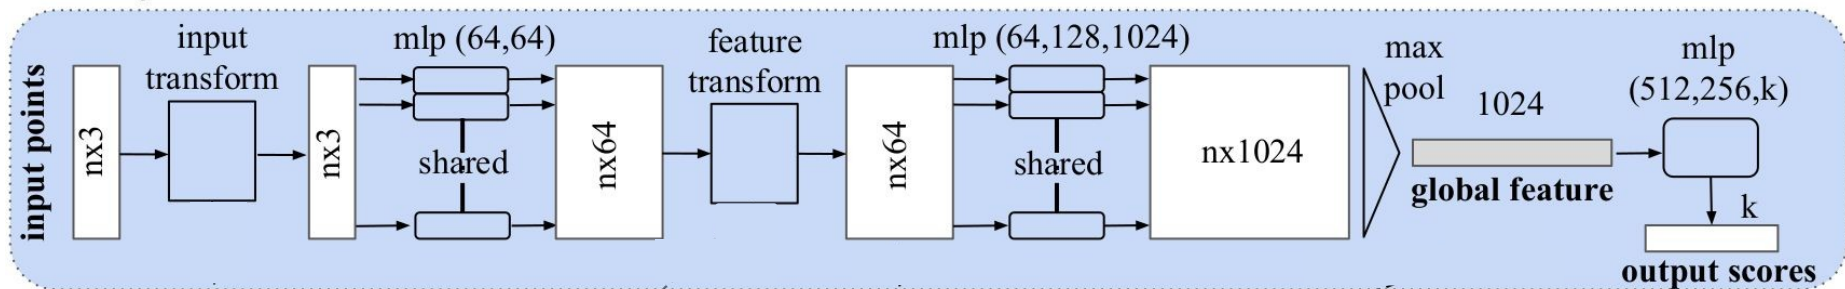 input points
nx3
input
transform
nx3
mlp (64,64)
shared
nx64
feature
transform
nx64
mlp (64,128,1024)
shared
nx1024
max
pool
1024
global feature
mlp
(512,256,k)
k
output scores